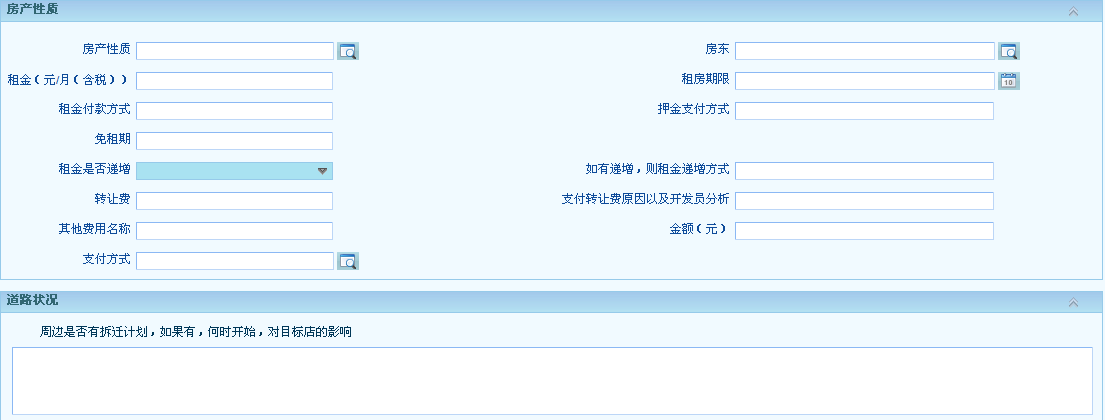 房产性质
房产性质 房东
租金（元/月（含税）） 租房期限
10
租金付款方式 押金支付方式
免租期
租金是否递增 如有递增，则租金递增方式
转让费 支付转让费原因以及开发员分析
其他费用名称 金额（元）
支付方式
道路状况
周边是否有拆迁计划，如果有，何时开始，对目标店的影响